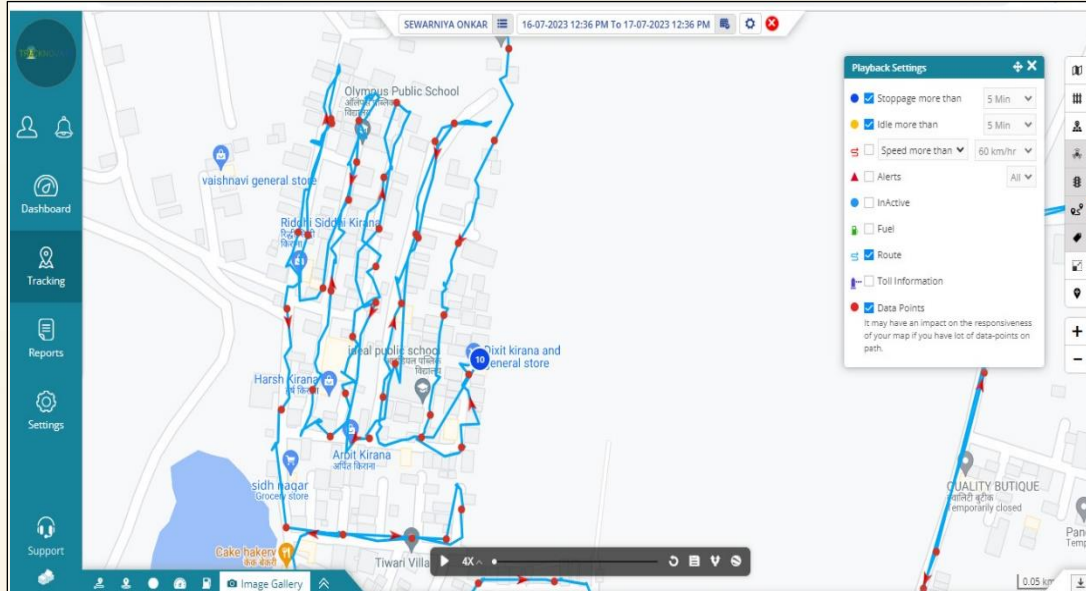 SEWARNIYA ONKAR
16-07-2023 12:36 PM To 17-07-2023 12:36 PM
Dashboard
Tracking
Reports
Settings
Support
Olympus Public School
vaishnavi general store
Riddhi Siddhi Kirana
ideal public school
Dixit kirana and
general store
10
Harsh Kirana
हर्ष किराना
Arpit Kirana
अर्पित किराना
sidh nagar
Grocery store
Cake bakery
केक बेकरी
Tiwari Villa
QUALITY BUTIQUE
क्वालिटी बूटीक
Temporarily closed
Playback Settings
Stoppage more than
5 Min
Idle more than
5 Min
Speed more than
60 km/hr
Alerts
All
InActive
Fuel
Route
Toll Information
Data Points
It may have an impact on the responsiveness
of your map if you have lot of data-points on
path.
+
−
4X
Image Gallery
0.05 km